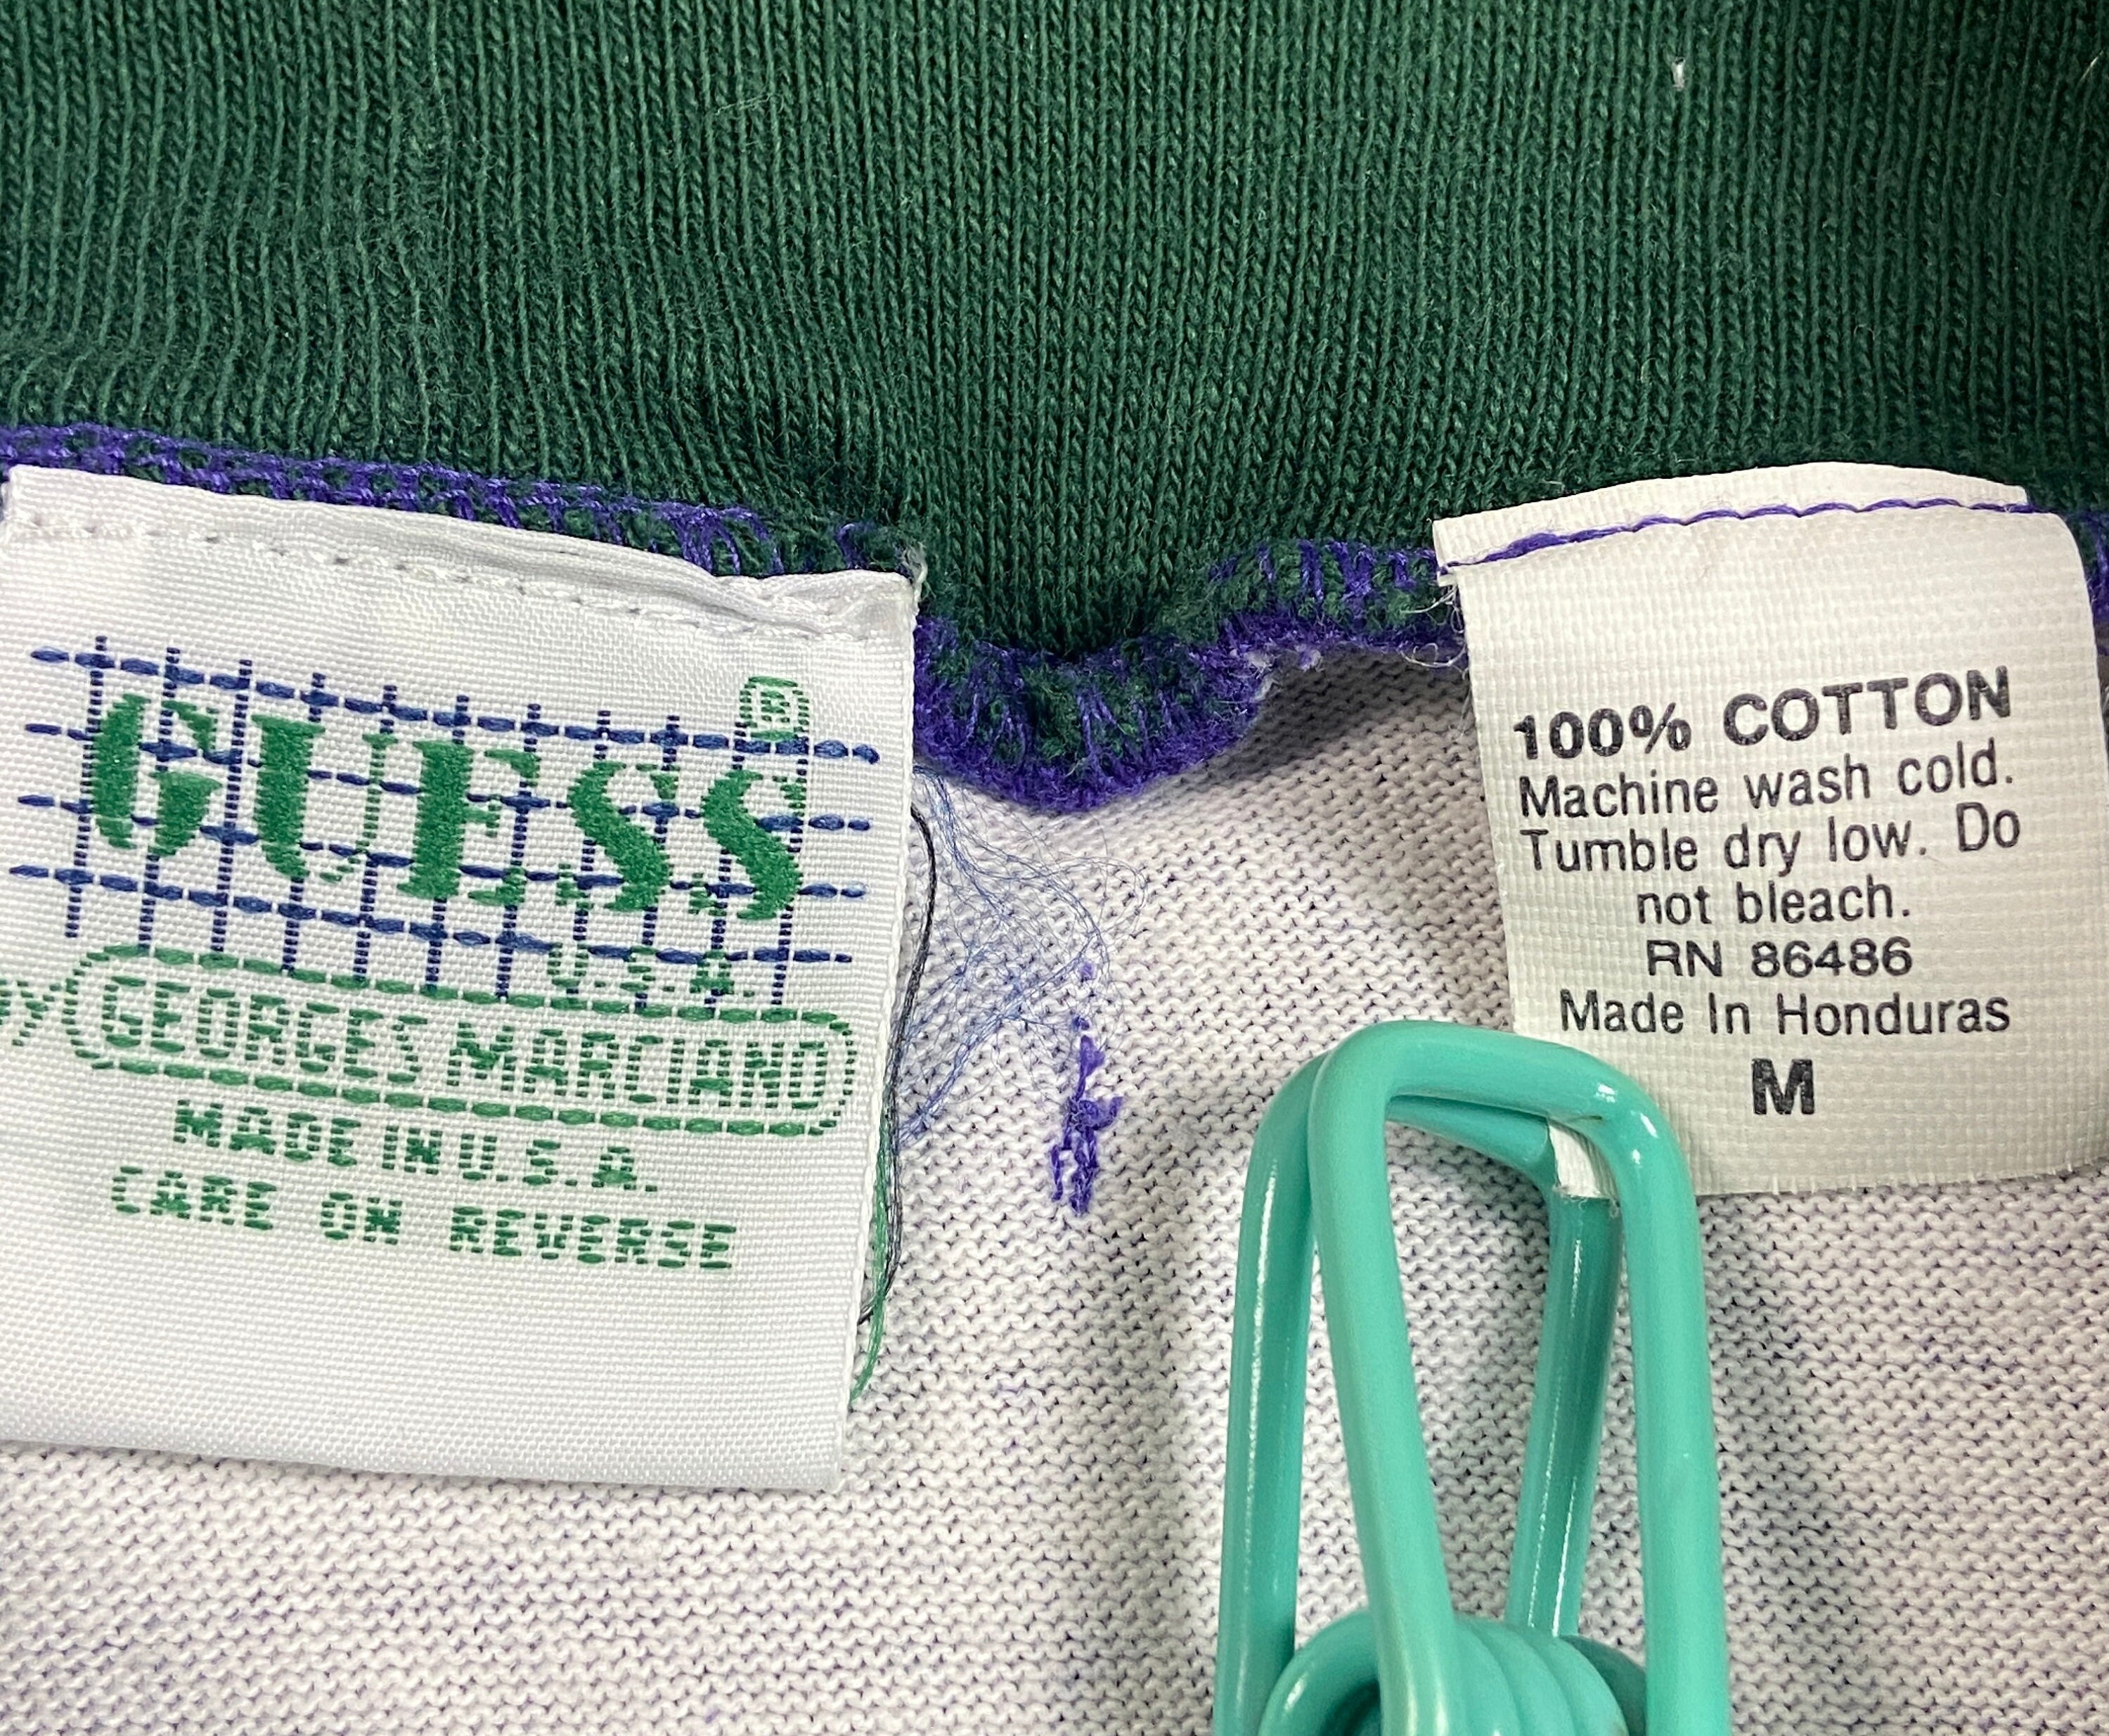 GUESS®
U.S.A.
BY GEORGES MARCIANO
MADE IN U.S.A.
CARE ON REVERSE
100% COTTON
Machine wash cold.
Tumble dry low. Do
not bleach.
RN 86486
Made In Honduras
M